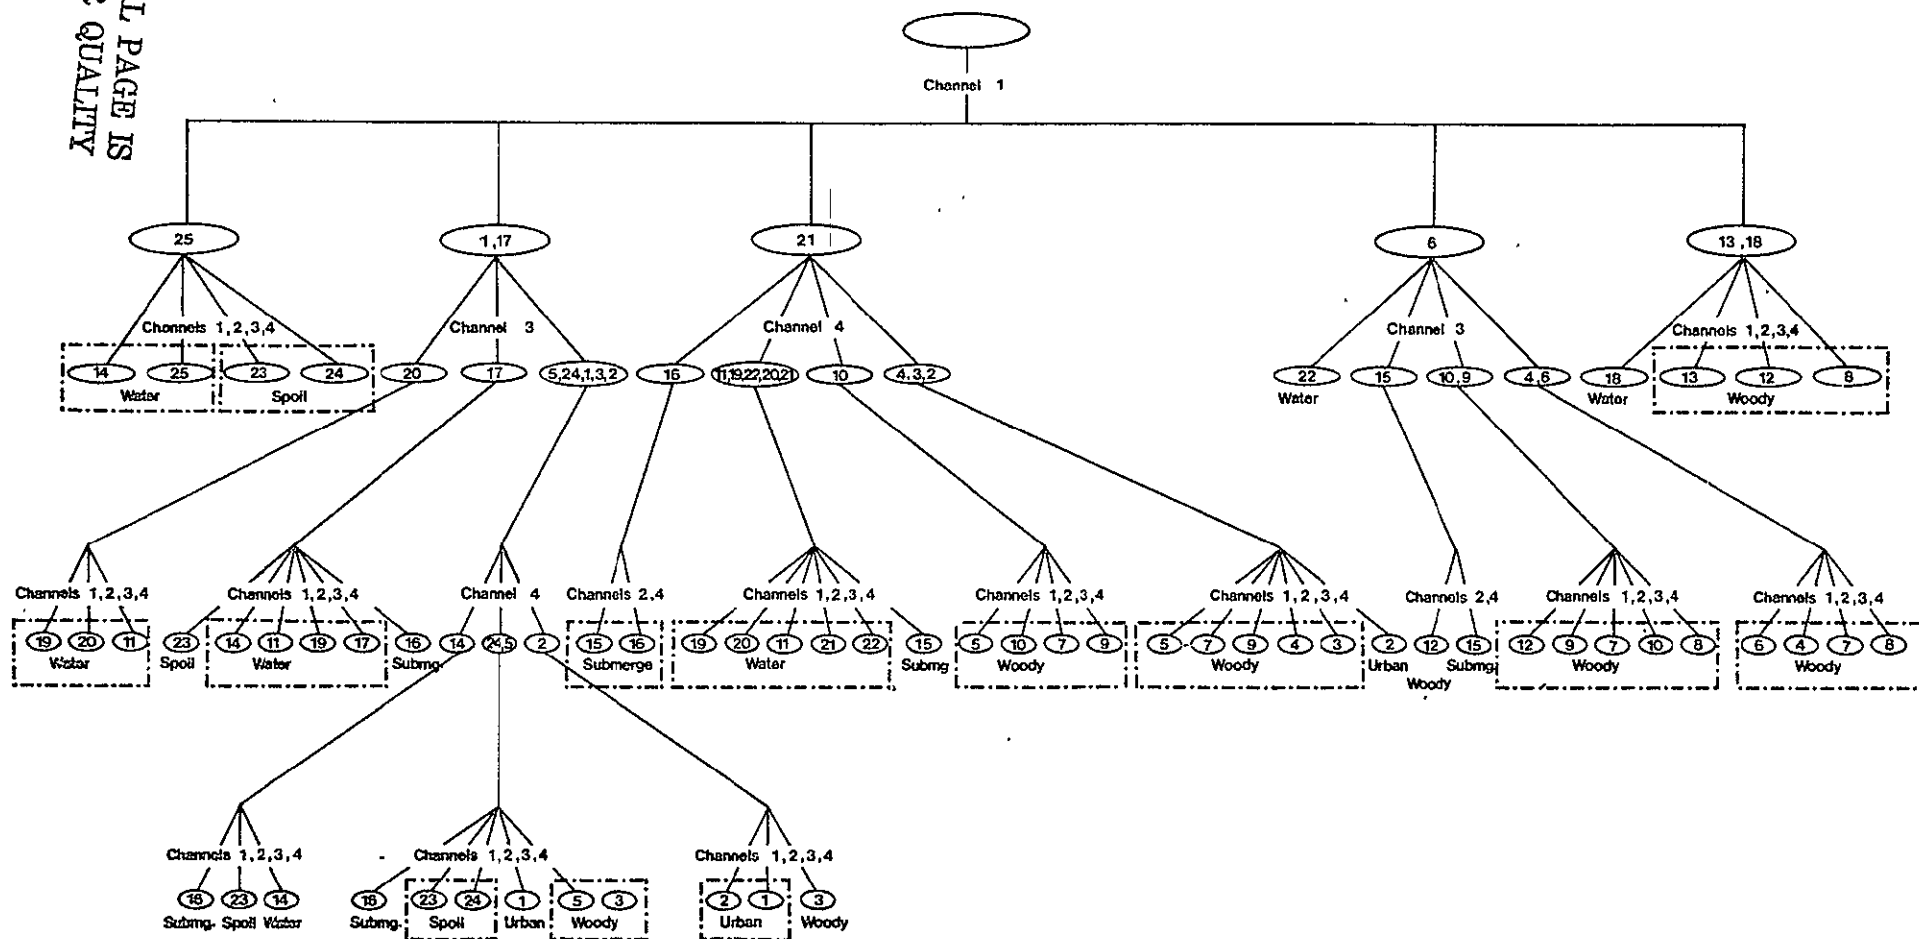 L PAGE IS
QUALITY
Channel 1
25 1,17 21 6 13,18
Channels 1,2,3,4 Channel 3 Channel 4 Channel 3 Channels 1,2,3,4
14 25 23 24 20 17 5,24,1,3,2 16 11,19,22,20,21 10 4,3,2 22 15 10,9 4,6 18 13 12 8
Water Spoil Water Water Woody
Channels 1,2,3,4 Channels 1,2,3,4 Channel 4 Channels 2,4 Channels 1,2,3,4 Channels 1,2,3,4 Channels 1,2,3,4 Channels 2,4 Channels 1,2,3,4 Channels 1,2,3,4
19 20 11 23 14 11 19 17 16 14 24,5 2 15 16 19 20 11 21 22 15 5 10 7 9 5 7 9 4 3 2 12 15 12 9 7 10 8 6 4 7 8
Water Spoil Water Submg. Submerge Water Submg Woody Woody Urban Submg. Woody Woody
Woody
Channels 1,2,3,4 Channels 1,2,3,4 Channels 1,2,3,4
16 23 14 16 23 24 1 5 3 2 1 3
Submg. Spoil Water Submg. Spoil Urban Woody Urban Woody